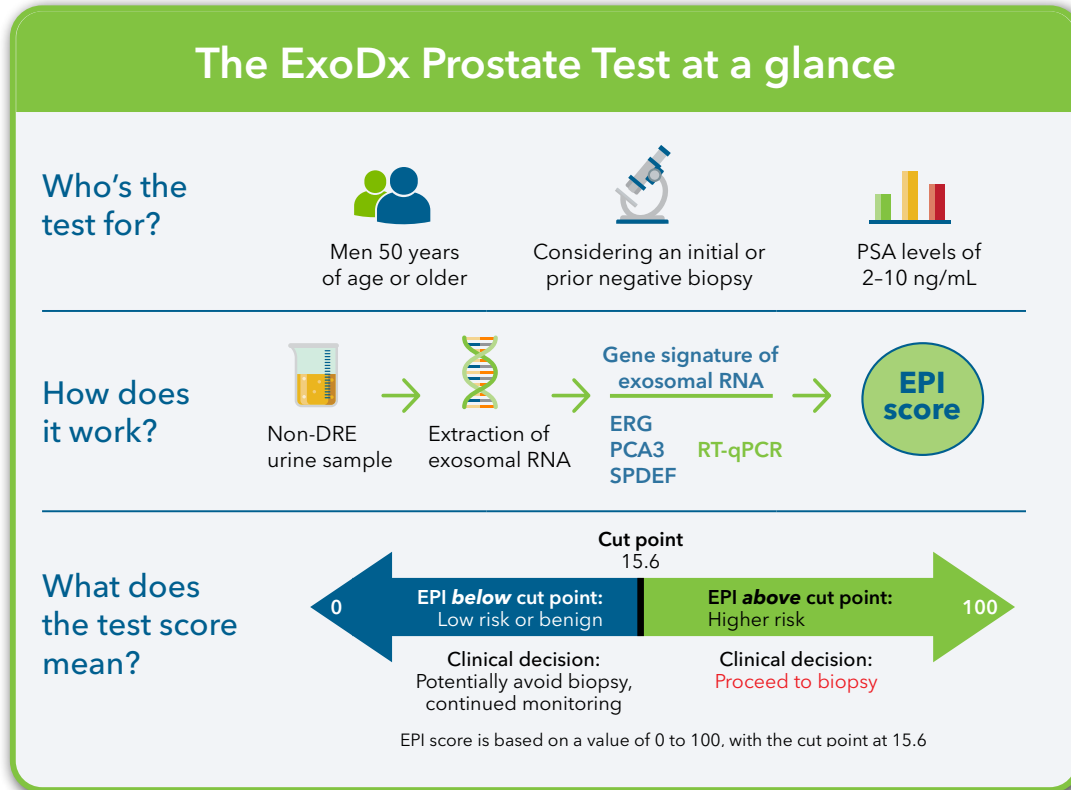 The ExoDx Prostate Test at a glance
Who's the
test for?
Men 50 years
of age or older
Considering an initial or
prior negative biopsy
PSA levels of
2–10 ng/mL
How does
it work?
Non-DRE
urine sample
Extraction of
exosomal RNA
Gene signature of
exosomal RNA
ERG
PCA3
SPDEF
RT-qPCR
EPI
score
What does
the test score
mean?
Cut point
15.6
0
EPI below cut point:
Low risk or benign
EPI above cut point:
Higher risk
100
Clinical decision:
Potentially avoid biopsy,
continued monitoring
Clinical decision:
Proceed to biopsy
EPI score is based on a value of 0 to 100, with the cut point at 15.6